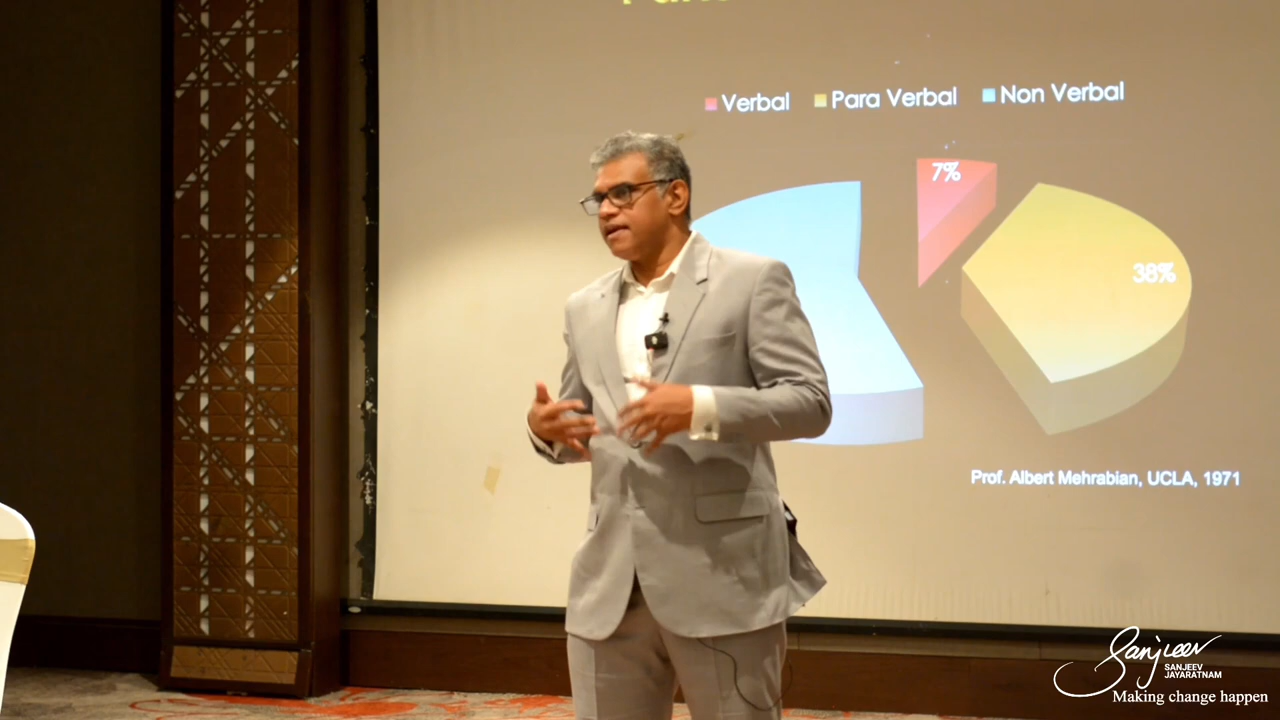 Verbal Para Verbal Non Verbal
7%
38%
Prof. Albert Mehrabian, UCLA, 1971
Sanjeev
SANJEEV
JAYARATNAM
Making change happen